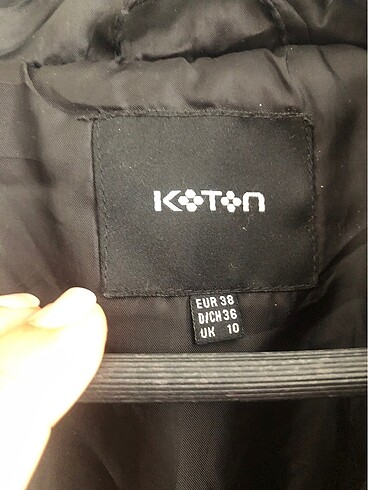 KOTON
EUR 38
D/CH 36
UK 10